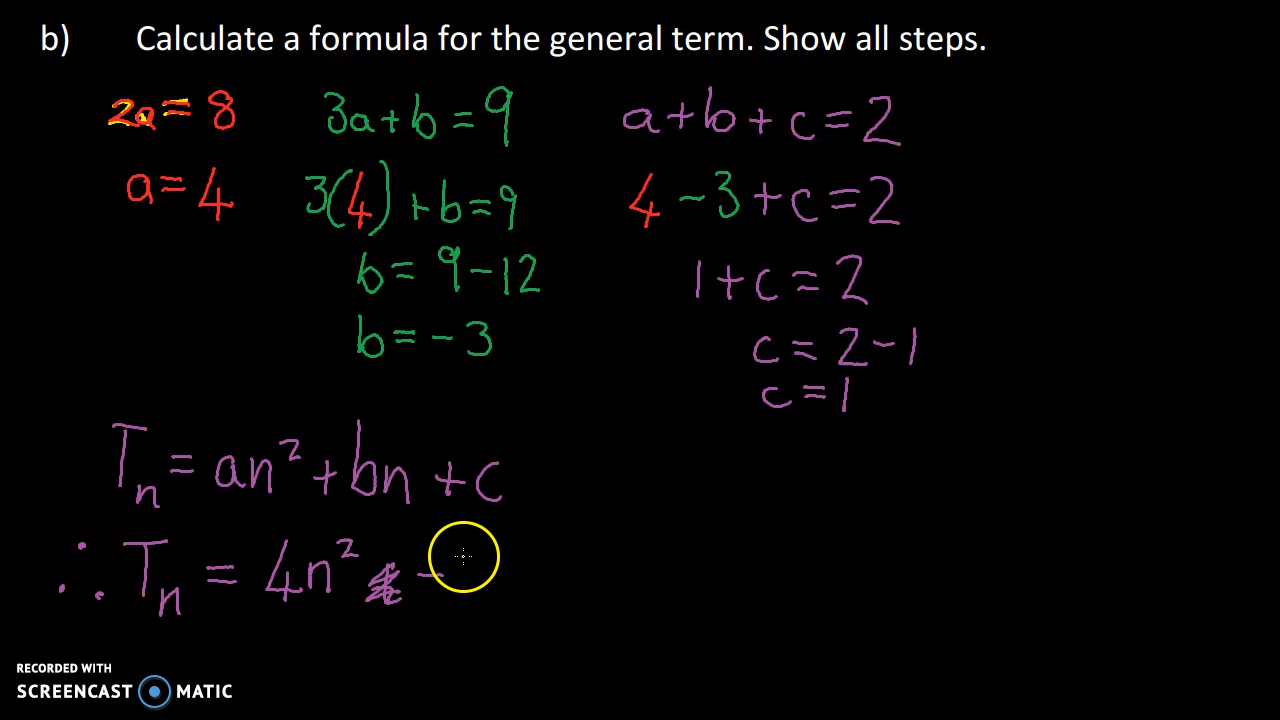 b) Calculate a formula for the general term. Show all steps.
2a = 8
a = 4
3a + b = 9
3(4) + b = 9
b = 9 - 12
b = - 3
a + b + c = 2
4 - 3 + c = 2
1 + c = 2
c = 2 - 1
c = 1
Tₙ = an² + bn + c
∴ Tₙ = 4n² -
RECORDED WITH
SCREENCAST MATIC